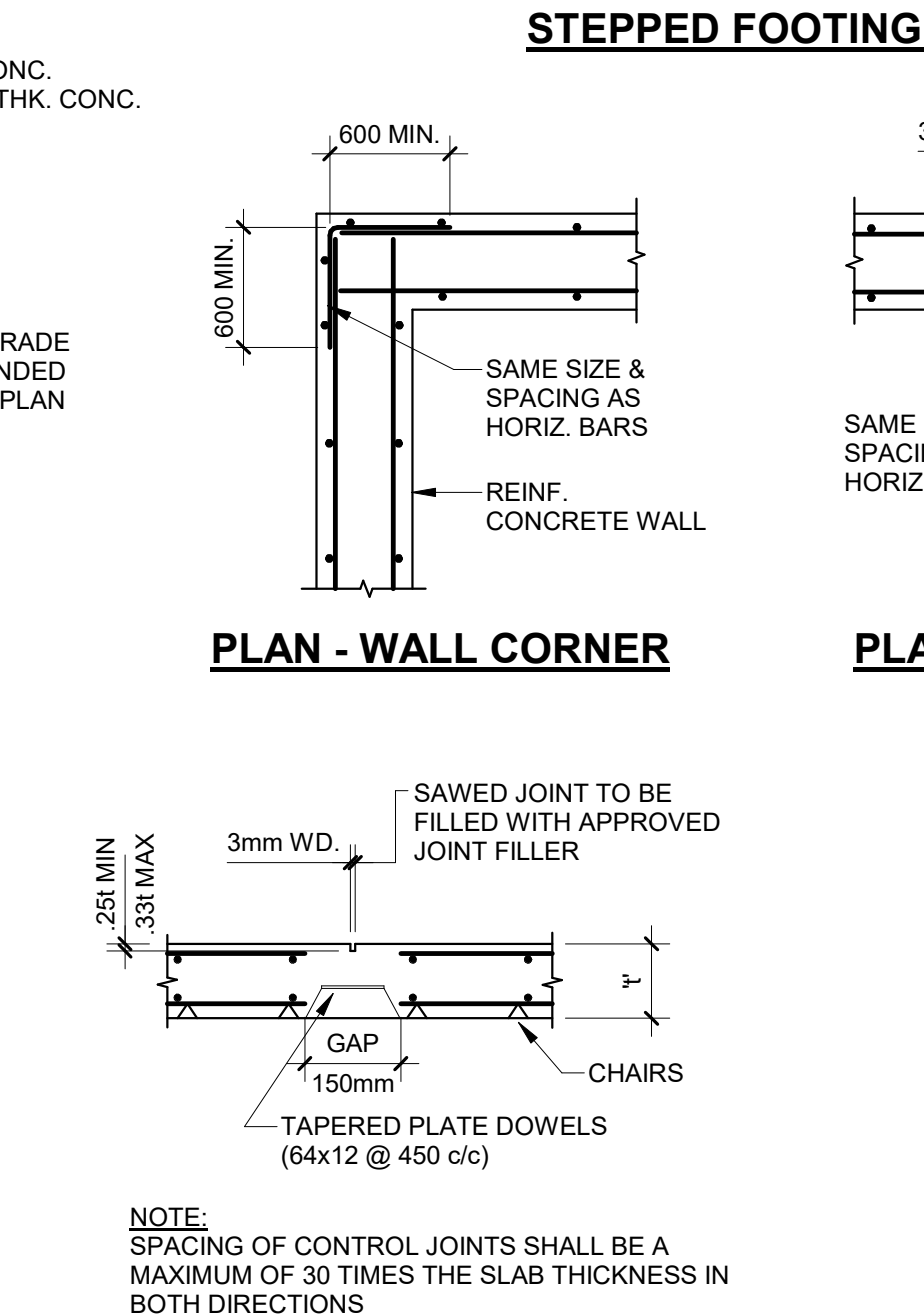 STEPPED FOOTING
ONC.
THK. CONC.
600 MIN.
3
600 MIN.
RADE
NDED
PLAN
SAME SIZE &
SPACING AS
HORIZ. BARS
REINF.
CONCRETE WALL
SAME
SPACI
HORIZ
PLAN - WALL CORNER
PLA
SAWED JOINT TO BE
FILLED WITH APPROVED
JOINT FILLER
3mm WD.
.25t MIN
.33t MAX
't'
GAP
150mm
CHAIRS
TAPERED PLATE DOWELS
(64x12 @ 450 c/c)
NOTE:
SPACING OF CONTROL JOINTS SHALL BE A
MAXIMUM OF 30 TIMES THE SLAB THICKNESS IN
BOTH DIRECTIONS